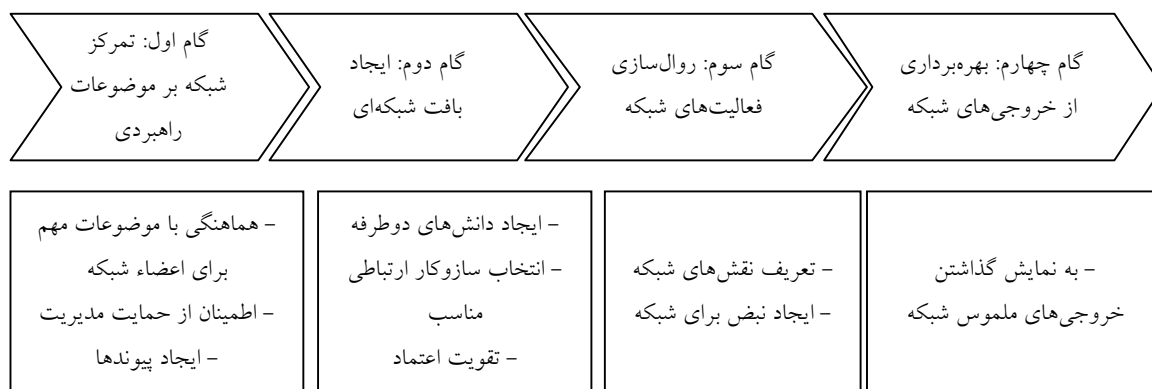 گام اول: تمرکز
شبکه بر موضوعات
راهبردی
گام دوم: ایجاد
بافت شبکه‌ای
گام سوم: روال‌سازی
فعالیت‌های شبکه
گام چهارم: بهره‌برداری
از خروجی‌های شبکه
– هماهنگی با موضوعات مهم
برای اعضاء شبکه
– اطمینان از حمایت مدیریت
– ایجاد پیوندها
– ایجاد دانش‌های دوطرفه
– انتخاب سازوکار ارتباطی
مناسب
– تقویت اعتماد
– تعریف نقش‌های شبکه
– ایجاد نبض برای شبکه
– به نمایش گذاشتن
خروجی‌های ملموس شبکه